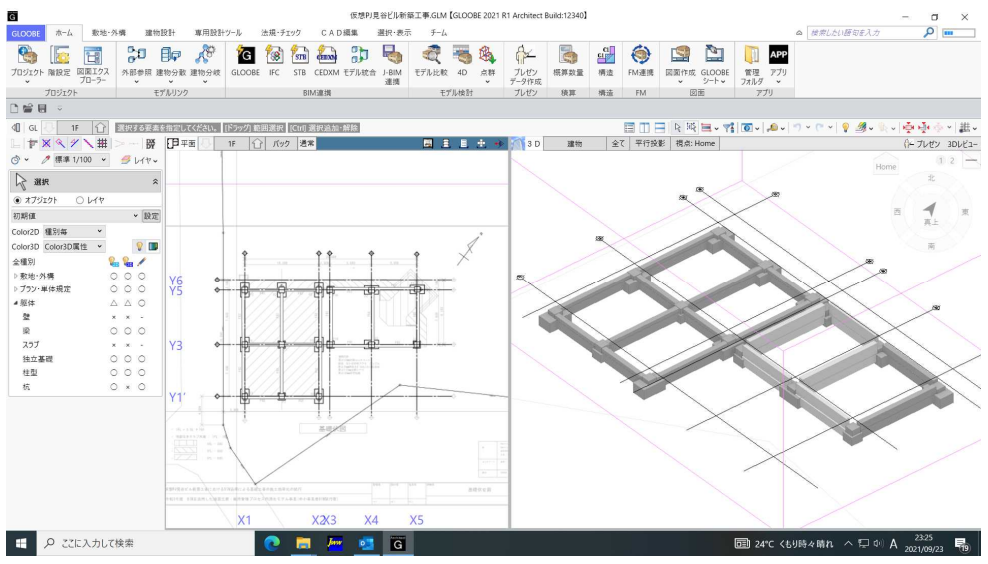 G
仮想PJ見谷ビル新築工事.GLM【GLOOBE 2021 R1 Architect Build:12340】
GLOOBE ホーム 敷地・外構 建物設計 専用設計ツール 法規・チェック CAD編集 選択・表示 チーム 検索したい語句を入力
プロジェクト 階設定 図面エクスプローラー 外部参照 建物分割 建物分岐 GLOOBE IFC STB CEDXM モデル統合 J-BIM連携 モデル比較 4D 点群 プレゼンデータ作成 概算数量 構造 FM連携 図面作成 GLOOBEシート 管理フォルダ アプリ
プロジェクト モデルリンク BIM連携 モデル検討 プレゼン 積算 構造 FM 図面 アプリ
GL 1F 選択する要素を指定してください。 [ドラッグ] 範囲選択 [Ctrl] 選択追加・解除
平面 1F バック 通常
3D 建物 全て 平行投影 視点: Home プレゼン 3Dレビュー
標準 1/100 レイヤ
選択
オブジェクト レイヤ
初期値 設定
Color2D 種別毎
Color3D Color3D属性
全種別
敷地・外構
プラン・単体規定
躯体
壁
梁
スラブ
独立基礎
柱型
杭
Y6
Y5
Y3
Y1'
X1 X2 X3 X4 X5
基礎伏図
Home
1 2
北
西 真上 東
南
ここに入力して検索
Jww
G
24°C くもり時々晴れ A 23:25
2021/09/23
19